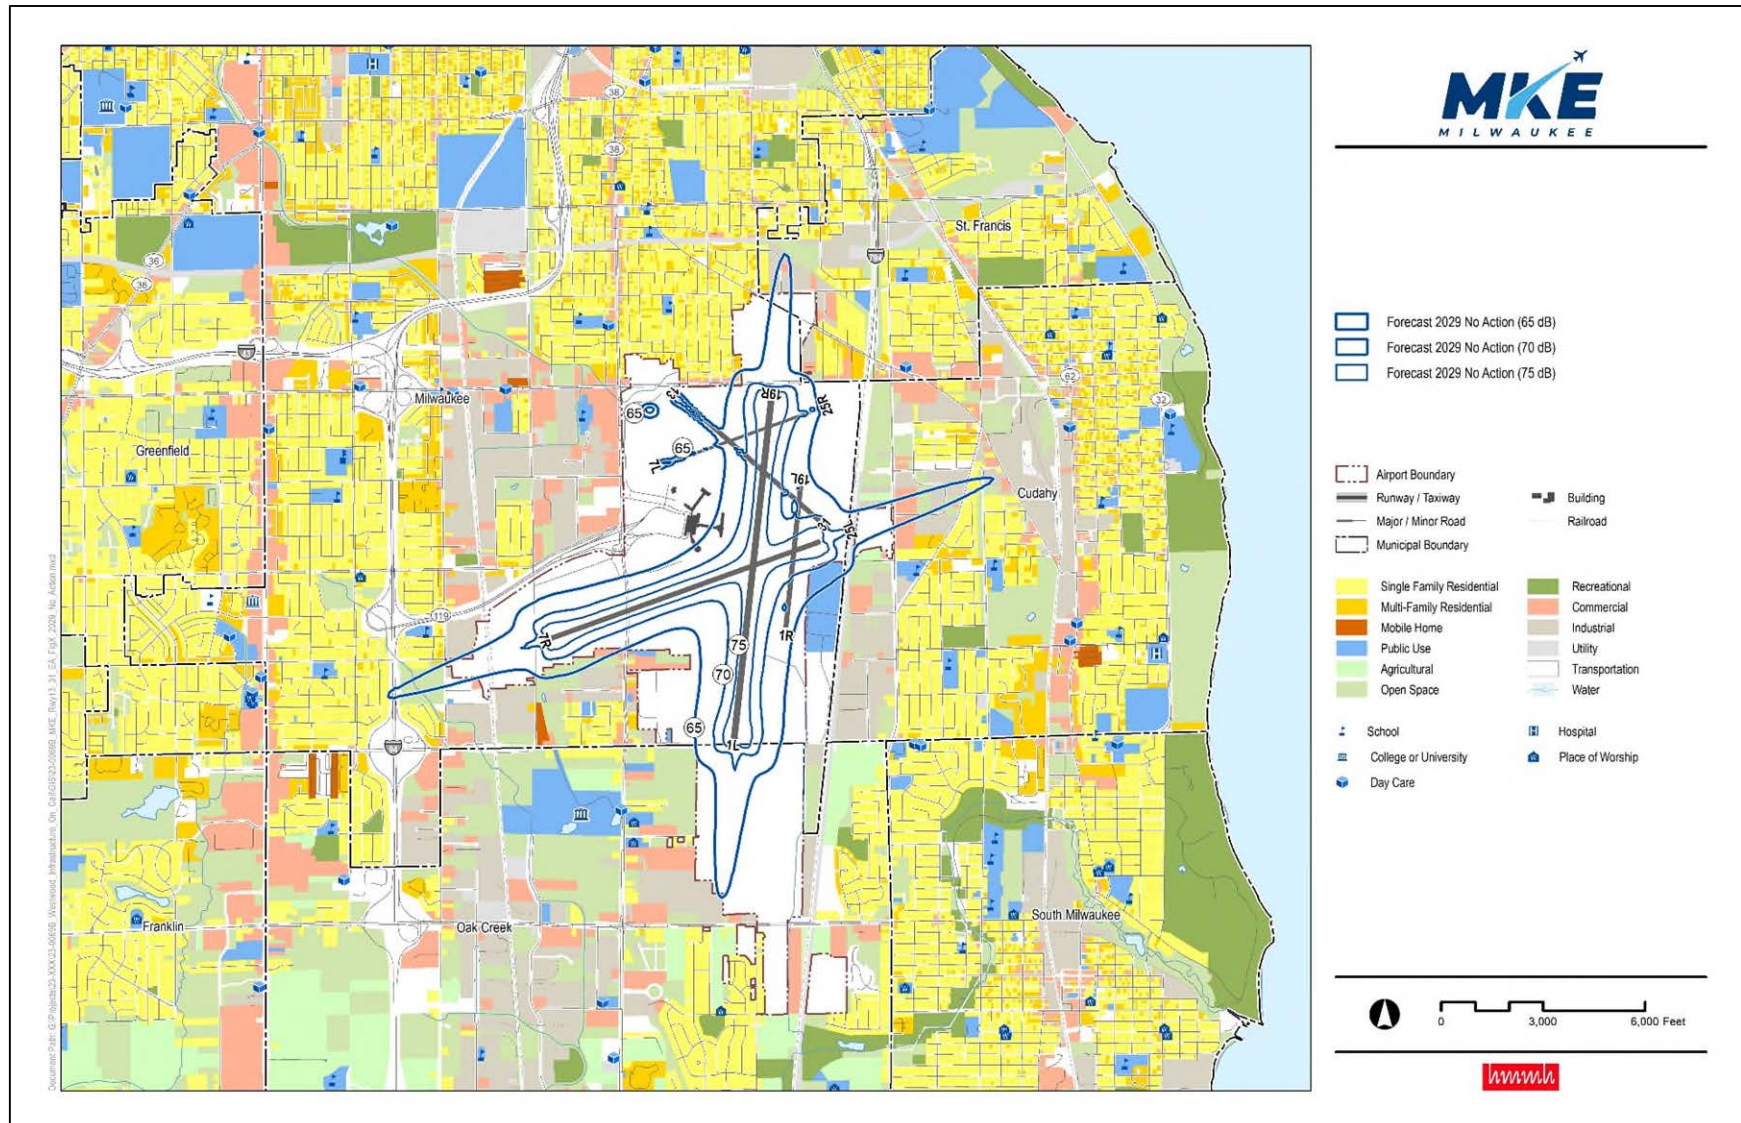 MKE
MILWAUKEE
Forecast 2029 No Action (65 dB)
Forecast 2029 No Action (70 dB)
Forecast 2029 No Action (75 dB)
Airport Boundary
Runway / Taxiway
Building
Major / Minor Road
Railroad
Municipal Boundary
Single Family Residential
Recreational
Multi-Family Residential
Commercial
Mobile Home
Industrial
Public Use
Utility
Agricultural
Transportation
Open Space
Water
School
Hospital
College or University
Place of Worship
Day Care
0 3,000 6,000 Feet
hmmh
38
38
St. Francis
794
36
36
43
62
32
Milwaukee
Greenfield
Cudahy
65
65
19R
25R
7L
19L
25L
119
7R
1R
75
70
65
1L
94
Franklin
Oak Creek
South Milwaukee